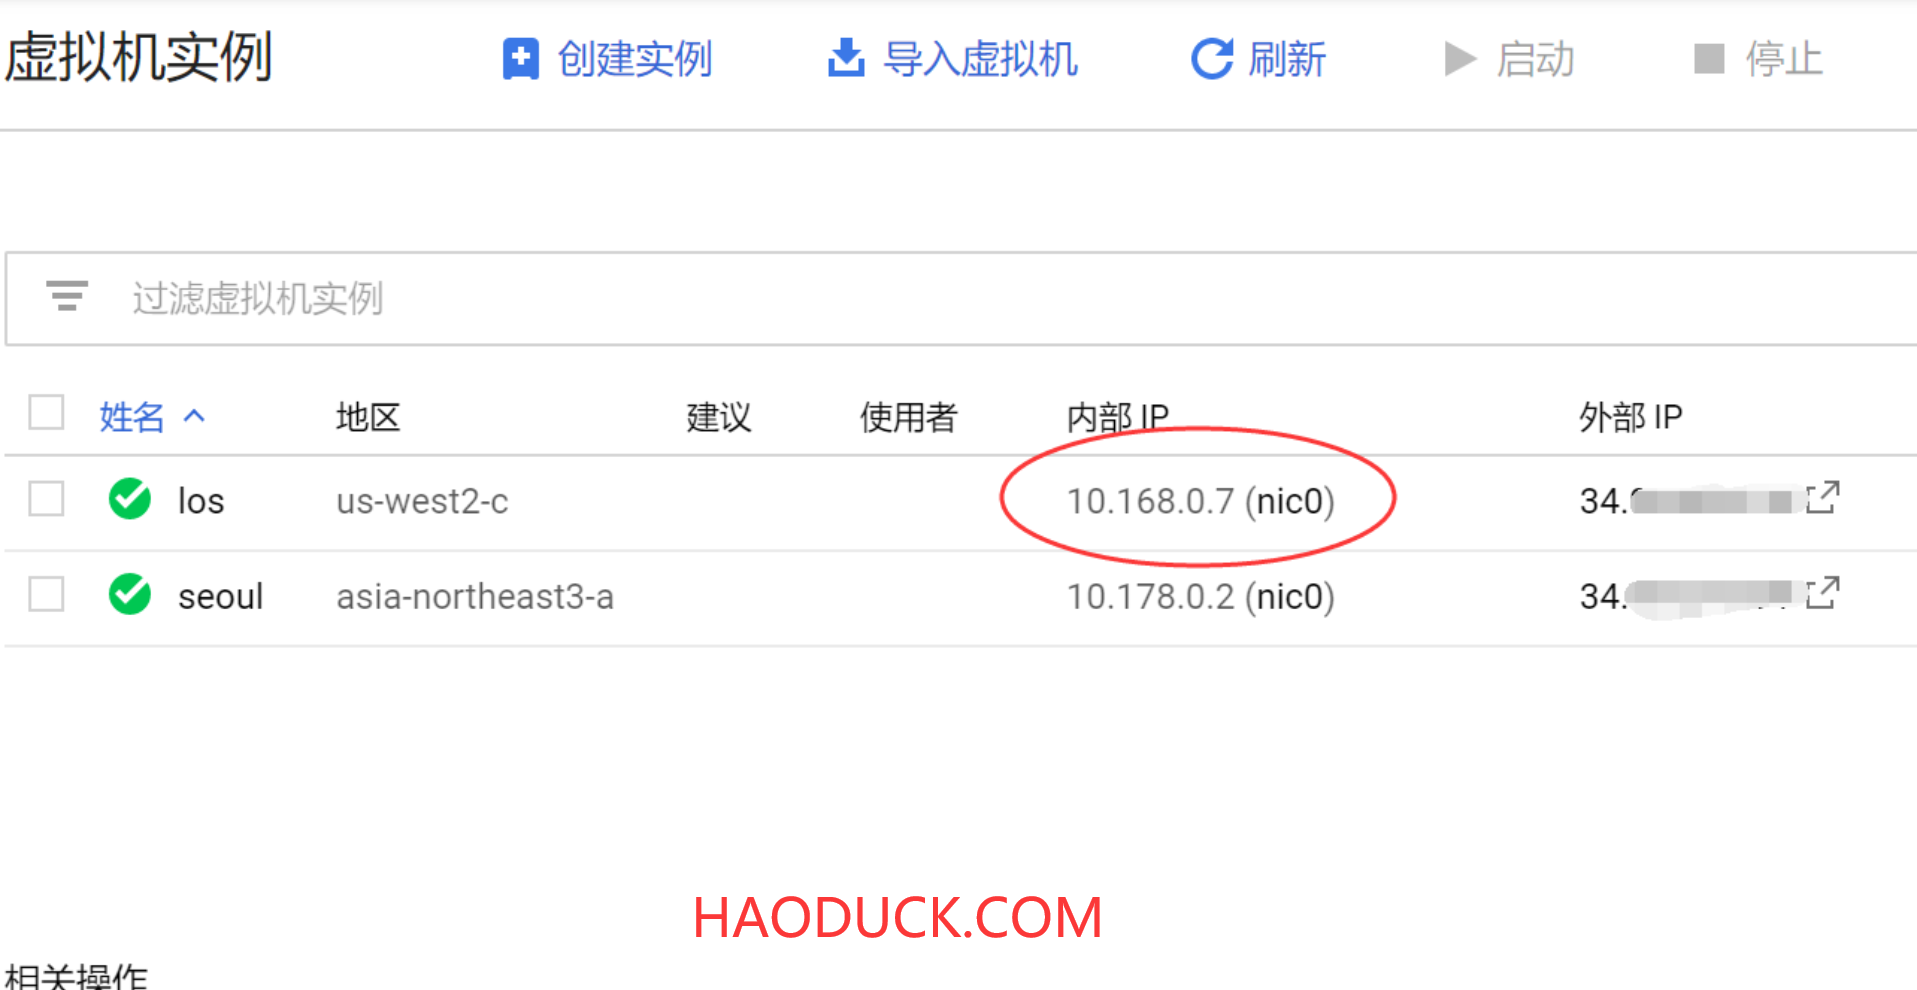 虚拟机实例 创建实例 导入虚拟机 刷新 启动 停止
过滤虚拟机实例
姓名 地区 建议 使用者 内部 IP 外部 IP
los us-west2-c 10.168.0.7 (nic0) 34.
seoul asia-northeast3-a 10.178.0.2 (nic0) 34.
HAODUCK.COM
相关操作